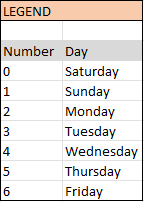 LEGEND
Number Day
0 Saturday
1 Sunday
2 Monday
3 Tuesday
4 Wednesday
5 Thursday
6 Friday